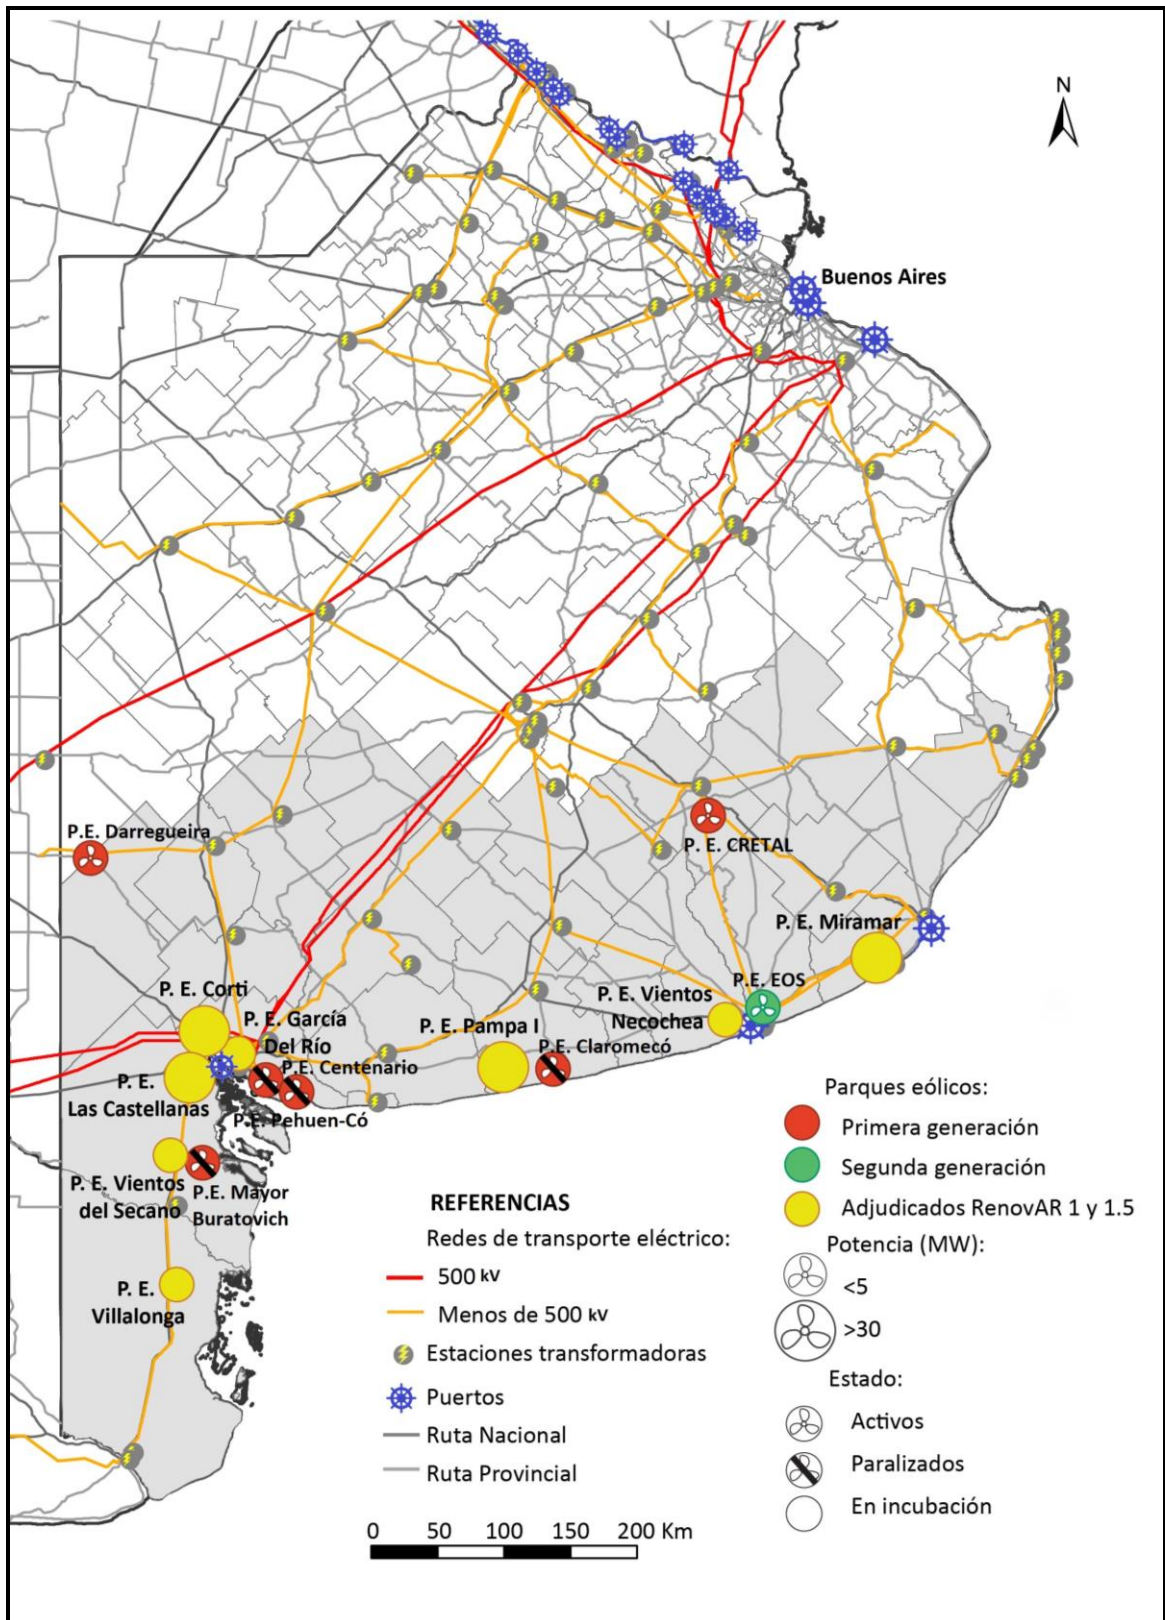 N
Buenos Aires
P.E. Darregueira
P. E. CRETAL
P. E. Miramar
P.E. EOS
P. E. Vientos
Necochea
P. E. Corti
P. E. García
Del Río
P. E. Pampa I
P.E. Claromecó
P.E. Centenario
P. E.
Las Castellanas
P.E. Pehuen-Có
P. E. Vientos
del Secano
P.E. Mayor
Buratovich
P. E.
Villalonga
REFERENCIAS
Redes de transporte eléctrico:
500 kV
Menos de 500 kV
Estaciones transformadoras
Puertos
Ruta Nacional
Ruta Provincial
0 50 100 150 200 Km
Parques eólicos:
Primera generación
Segunda generación
Adjudicados RenovAR 1 y 1.5
Potencia (MW):
<5
>30
Estado:
Activos
Paralizados
En incubación